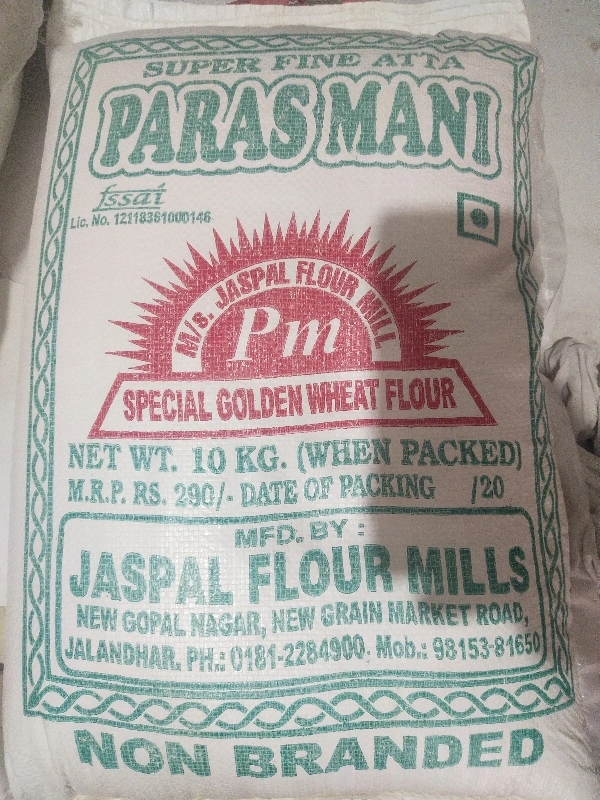 SUPER FINE ATTA
PARAS MANI
fssai
Lic. No. 12118381000146
M/s. JASPAL FLOUR MILL
Pm
SPECIAL GOLDEN WHEAT FLOUR
NET WT. 10 KG. (WHEN PACKED)
M.R.P. RS. 290/- DATE OF PACKING /20
MFD. BY :
JASPAL FLOUR MILLS
NEW GOPAL NAGAR, NEW GRAIN MARKET ROAD,
JALANDHAR. PH.: 0181-2284900. Mob.: 98153-81650
NON BRANDED